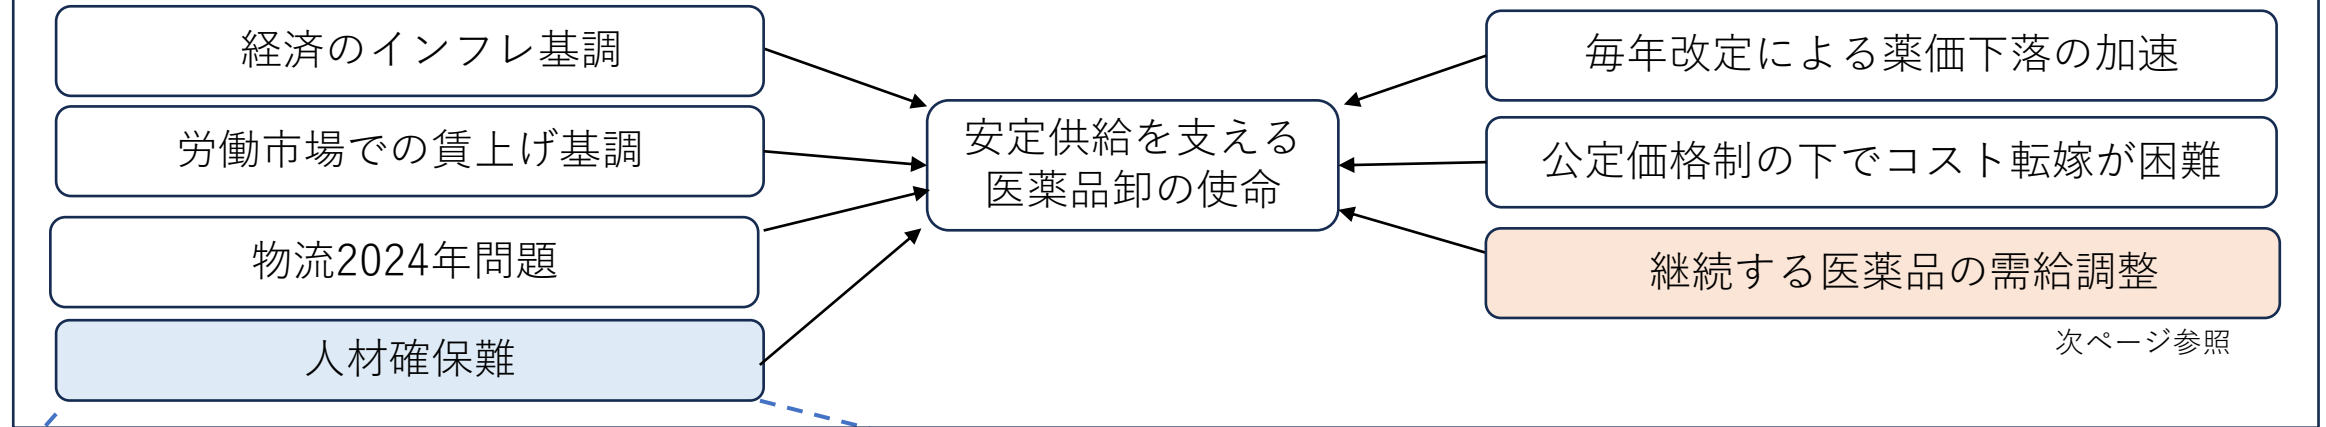 経済のインフレ基調
労働市場での賃上げ基調
物流2024年問題
人材確保難
安定供給を支える
医薬品卸の使命
毎年改定による薬価下落の加速
公定価格制の下でコスト転嫁が困難
継続する医薬品の需給調整
次ページ参照